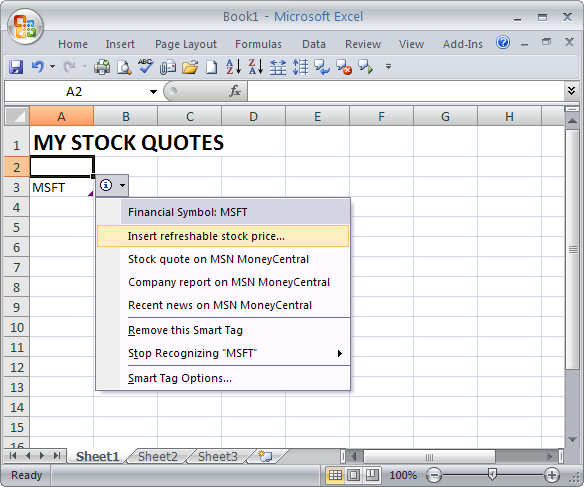 Book1 - Microsoft Excel
Home Insert Page Layout Formulas Data Review View Add-Ins
ABC
A2 fx
A B C D E F G H
1 MY STOCK QUOTES
2
3 MSFT
4
Financial Symbol: MSFT
5
Insert refreshable stock price...
6
Stock quote on MSN MoneyCentral
7
Company report on MSN MoneyCentral
8
Recent news on MSN MoneyCentral
9
10
Remove this Smart Tag
11
Stop Recognizing "MSFT"
12
Smart Tag Options...
13
14
15
16
Sheet1 Sheet2 Sheet3
Ready 100%